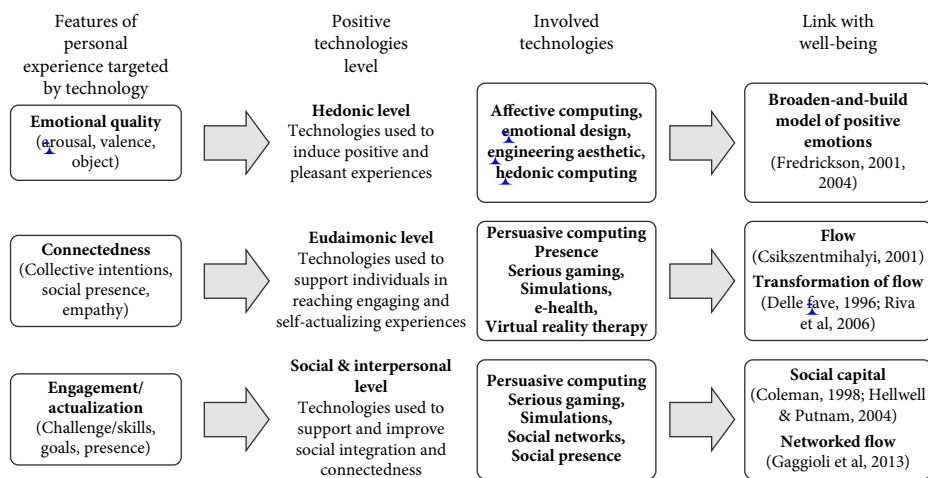 Features of
personal
experience targeted
by technology
Positive
technologies
level
Involved
technologies
Link with
well-being
Emotional quality
(arousal, valence,
object)
Hedonic level
Technologies used to
induce positive and
pleasant experiences
Affective computing,
emotional design,
engineering aesthetic,
hedonic computing
Broaden-and-build
model of positive
emotions
(Fredrickson, 2001,
2004)
Connectedness
(Collective intentions,
social presence,
empathy)
Eudaimonic level
Technologies used to
support individuals in
reaching engaging and
self-actualizing experiences
Persuasive computing
Presence
Serious gaming,
Simulations,
e-health,
Virtual reality therapy
Flow
(Csikszentmihalyi, 2001)
Transformation of flow
(Delle fave, 1996; Riva
et al, 2006)
Engagement/
actualization
(Challenge/skills,
goals, presence)
Social & interpersonal
level
Technologies used to
support and improve
social integration and
connectedness
Persuasive computing
Serious gaming,
Simulations,
Social networks,
Social presence
Social capital
(Coleman, 1998; Hellwell
& Putnam, 2004)
Networked flow
(Gaggioli et al, 2013)